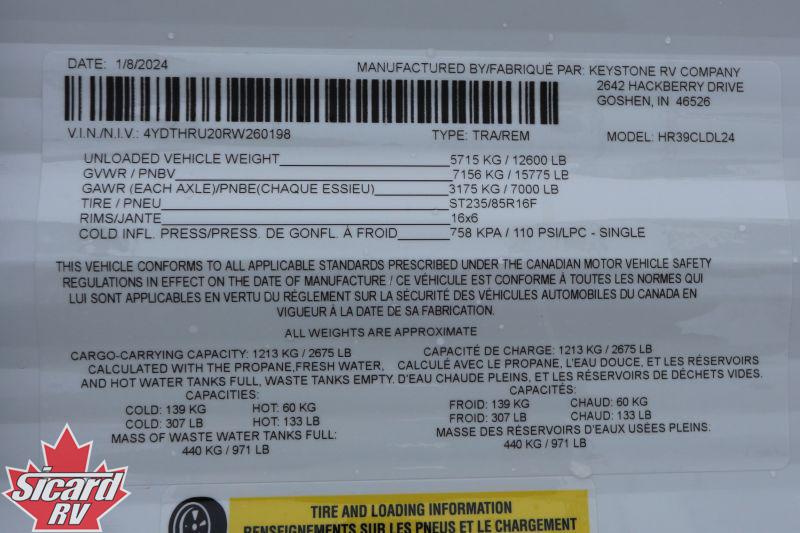 DATE: 1/8/2024
MANUFACTURED BY/FABRIQUÉ PAR: KEYSTONE RV COMPANY
2642 HACKBERRY DRIVE
GOSHEN, IN 46526
V.I.N./N.I.V.: 4YDTHRU20RW260198 TYPE: TRA/REM MODEL: HR39CLDL24
UNLOADED VEHICLE WEIGHT 5715 KG / 12600 LB
GVWR / PNBV 7156 KG / 15775 LB
GAWR (EACH AXLE)/PNBE(CHAQUE ESSIEU) 3175 KG / 7000 LB
TIRE / PNEU ST235/85R16F
RIMS/JANTE 16x6
COLD INFL. PRESS/PRESS. DE GONFL. À FROID 758 KPA / 110 PSI/LPC - SINGLE
THIS VEHICLE CONFORMS TO ALL APPLICABLE STANDARDS PRESCRIBED UNDER THE CANADIAN MOTOR VEHICLE SAFETY
REGULATIONS IN EFFECT ON THE DATE OF MANUFACTURE / CE VÉHICULE EST CONFORME À TOUTES LES NORMES QUI
LUI SONT APPLICABLES EN VERTU DU RÉGLEMENT SUR LA SÉCURITÉ DES VÉHICULES AUTOMOBILES DU CANADA EN
VIGUEUR À LA DATE DE SA FABRICATION.
ALL WEIGHTS ARE APPROXIMATE
CARGO-CARRYING CAPACITY: 1213 KG / 2675 LB
CALCULATED WITH THE PROPANE,FRESH WATER,
AND HOT WATER TANKS FULL, WASTE TANKS EMPTY.
CAPACITIES:
COLD: 139 KG HOT: 60 KG
COLD: 307 LB HOT: 133 LB
MASS OF WASTE WATER TANKS FULL:
440 KG / 971 LB
CAPACITÉ DE CHARGE: 1213 KG / 2675 LB
CALCULÉ AVEC LE PROPANE, L'EAU DOUCE, ET LES RÉSERVOIRS
D'EAU CHAUDE PLEINS, ET LES RÉSERVOIRS DE DÉCHETS VIDES.
CAPACITÉS:
FROID: 139 KG CHAUD: 60 KG
FROID: 307 LB CHAUD: 133 LB
MASSE DES RÉSERVOIRS D'EAUX USÉES PLEINS:
440 KG / 971 LB
Sicard
RV
TIRE AND LOADING INFORMATION
RENSEIGNEMENTS SUR LES PNEUS ET LE CHARGEMENT